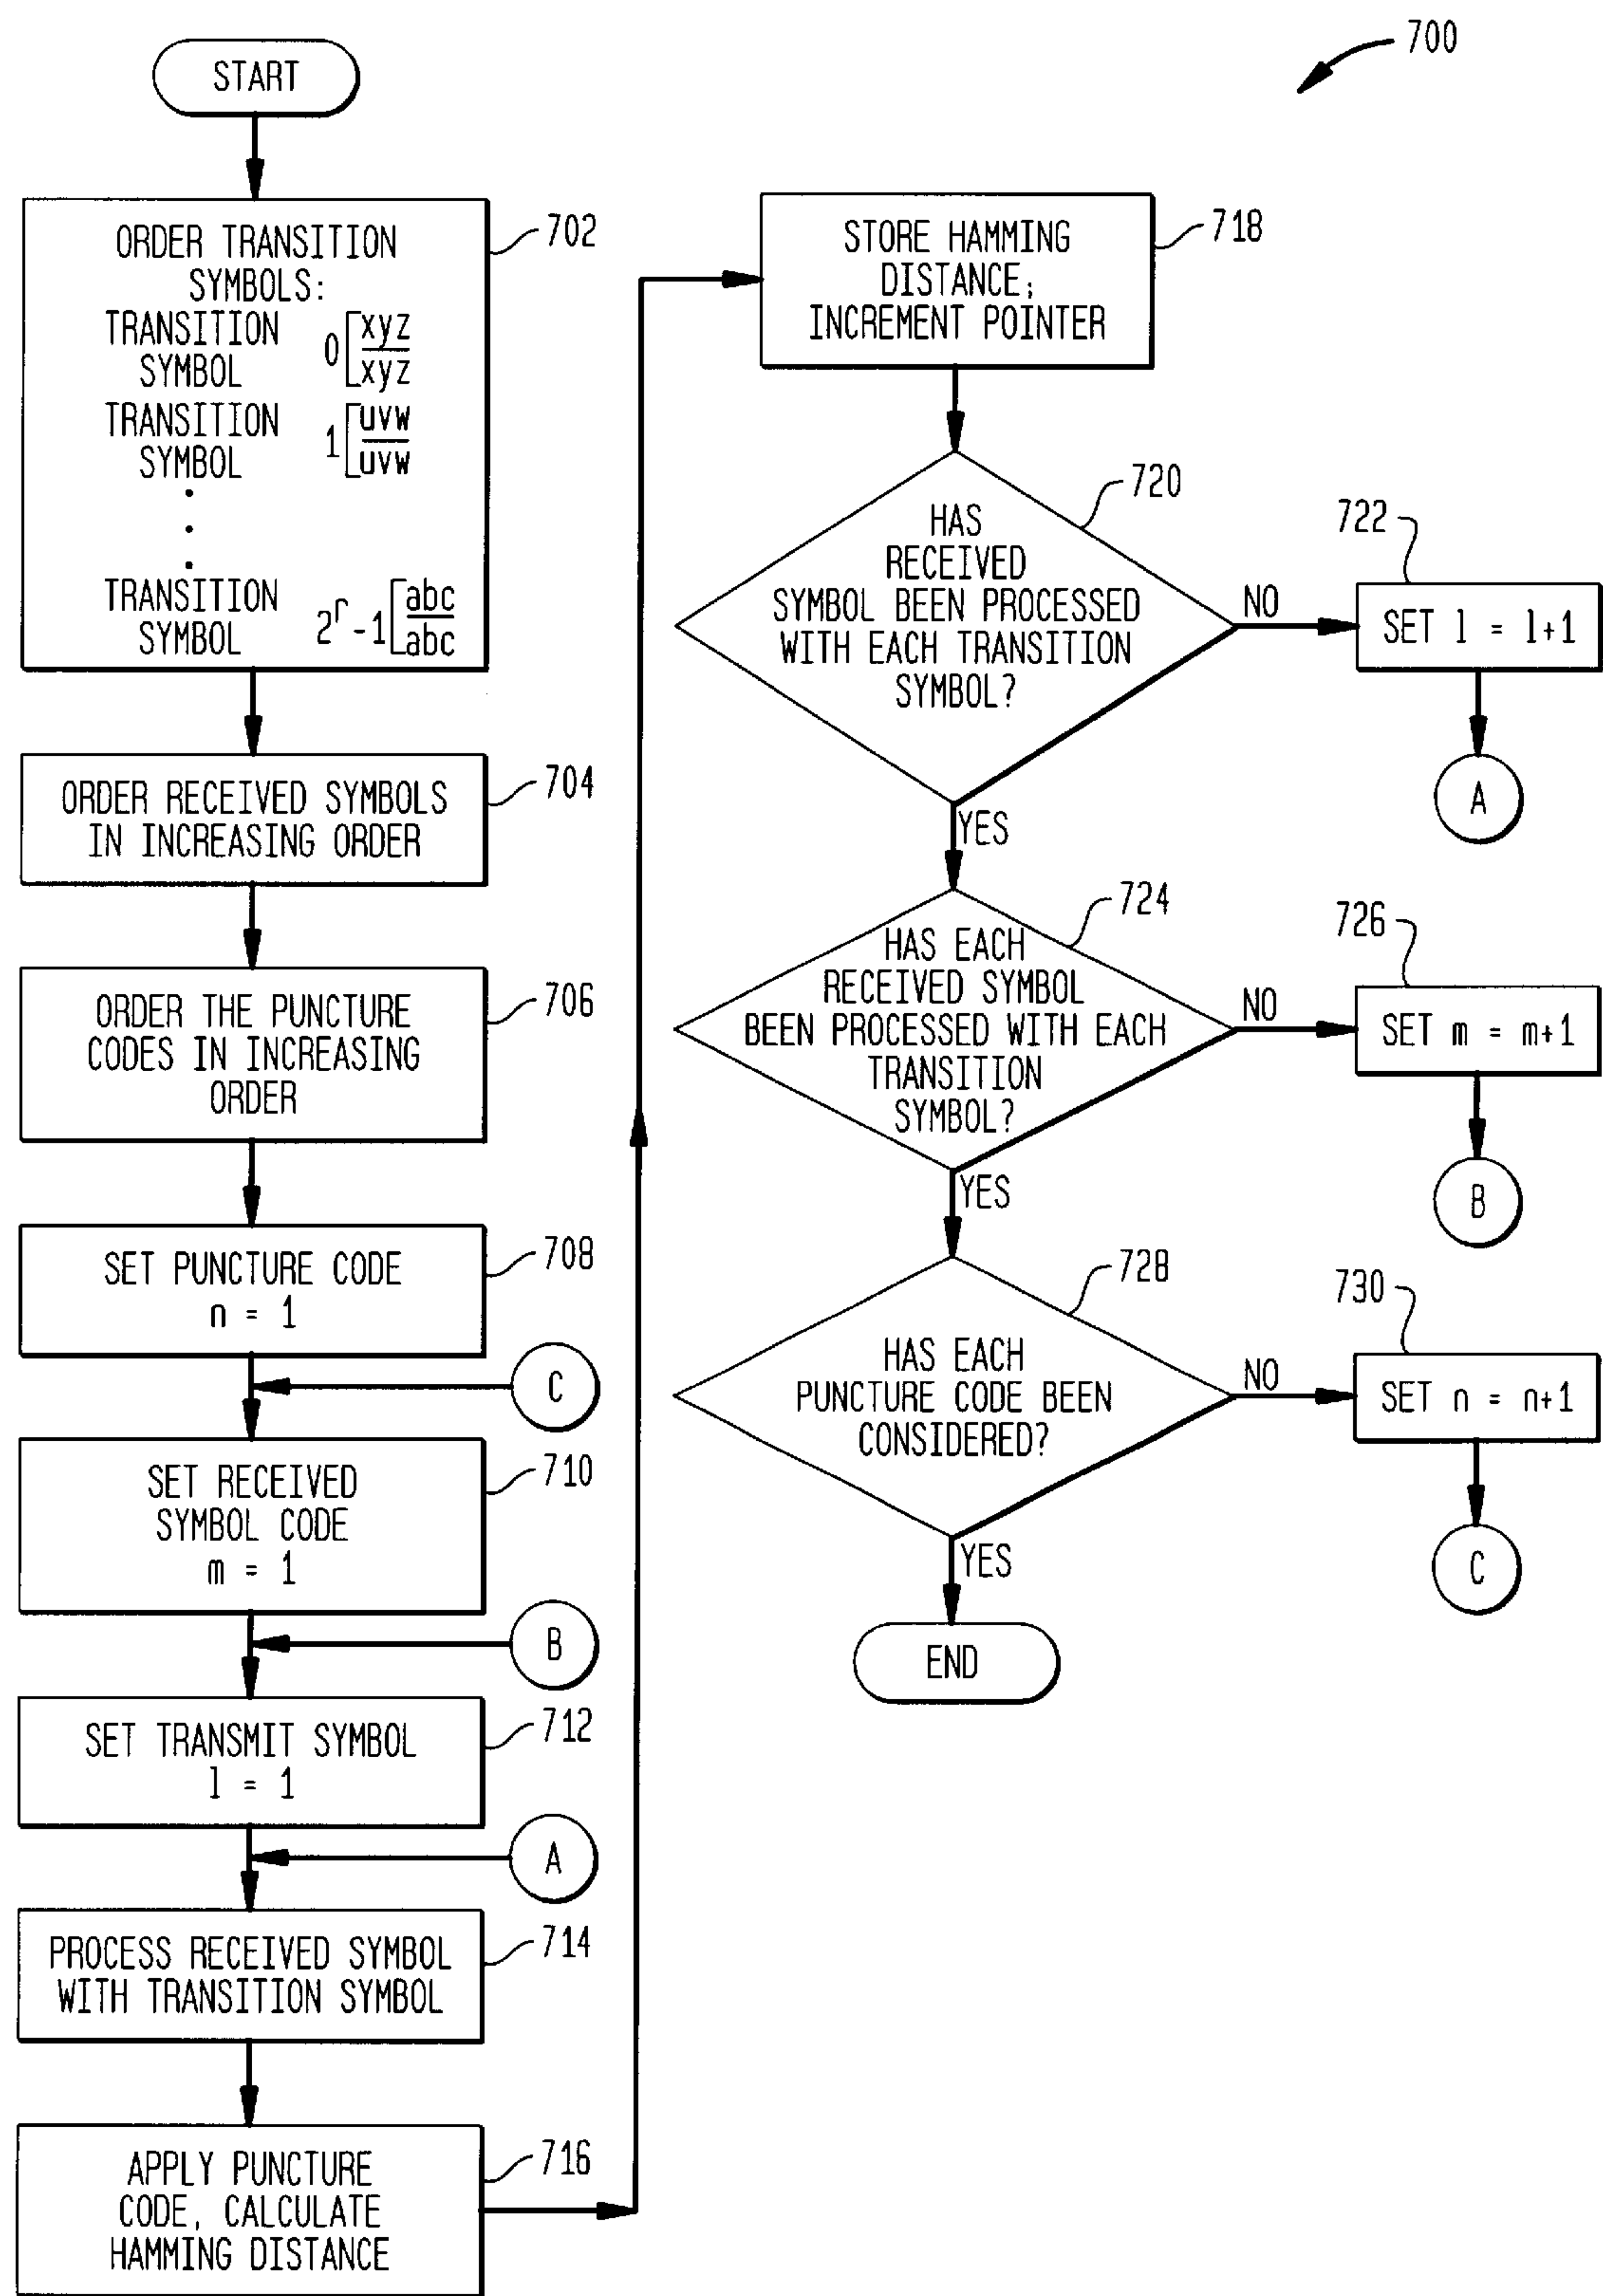 700
START
702
ORDER TRANSITION
SYMBOLS:
TRANSITION
SYMBOL
0
xyz
xyz
TRANSITION
SYMBOL
1
uvw
uvw
.
.
.
TRANSITION
SYMBOL
2^r -1
abc
abc
704
ORDER RECEIVED SYMBOLS
IN INCREASING ORDER
706
ORDER THE PUNCTURE
CODES IN INCREASING
ORDER
708
SET PUNCTURE CODE
n = 1
C
710
SET RECEIVED
SYMBOL CODE
m = 1
B
712
SET TRANSMIT SYMBOL
l = 1
A
714
PROCESS RECEIVED SYMBOL
WITH TRANSITION SYMBOL
716
APPLY PUNCTURE
CODE, CALCULATE
HAMMING DISTANCE
718
STORE HAMMING
DISTANCE;
INCREMENT POINTER
720
HAS
RECEIVED
SYMBOL BEEN PROCESSED
WITH EACH TRANSITION
SYMBOL?
NO
722
SET l = l+1
A
YES
724
HAS EACH
RECEIVED SYMBOL
BEEN PROCESSED WITH EACH
TRANSITION
SYMBOL?
NO
726
SET m = m+1
B
YES
728
HAS EACH
PUNCTURE CODE BEEN
CONSIDERED?
NO
730
SET n = n+1
C
YES
END